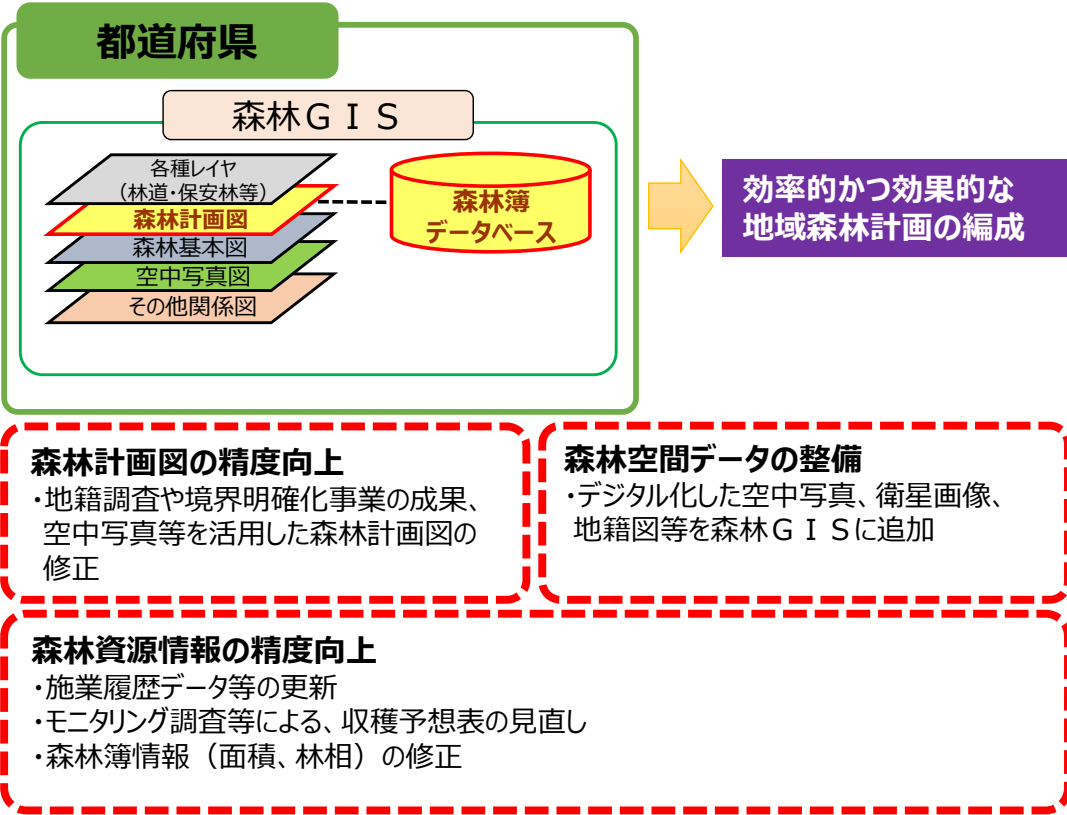 都道府県
森林ＧＩＳ
各種レイヤ
（林道・保安林等）
森林計画図
森林基本図
空中写真図
その他関係図
森林簿
データベース
効率的かつ効果的な
地域森林計画の編成
森林計画図の精度向上
・地籍調査や境界明確化事業の成果、
空中写真等を活用した森林計画図の
修正
森林空間データの整備
・デジタル化した空中写真、衛星画像、
地籍図等を森林ＧＩＳに追加
森林資源情報の精度向上
・施業履歴データ等の更新
・モニタリング調査等による、収穫予想表の見直し
・森林簿情報（面積、林相）の修正